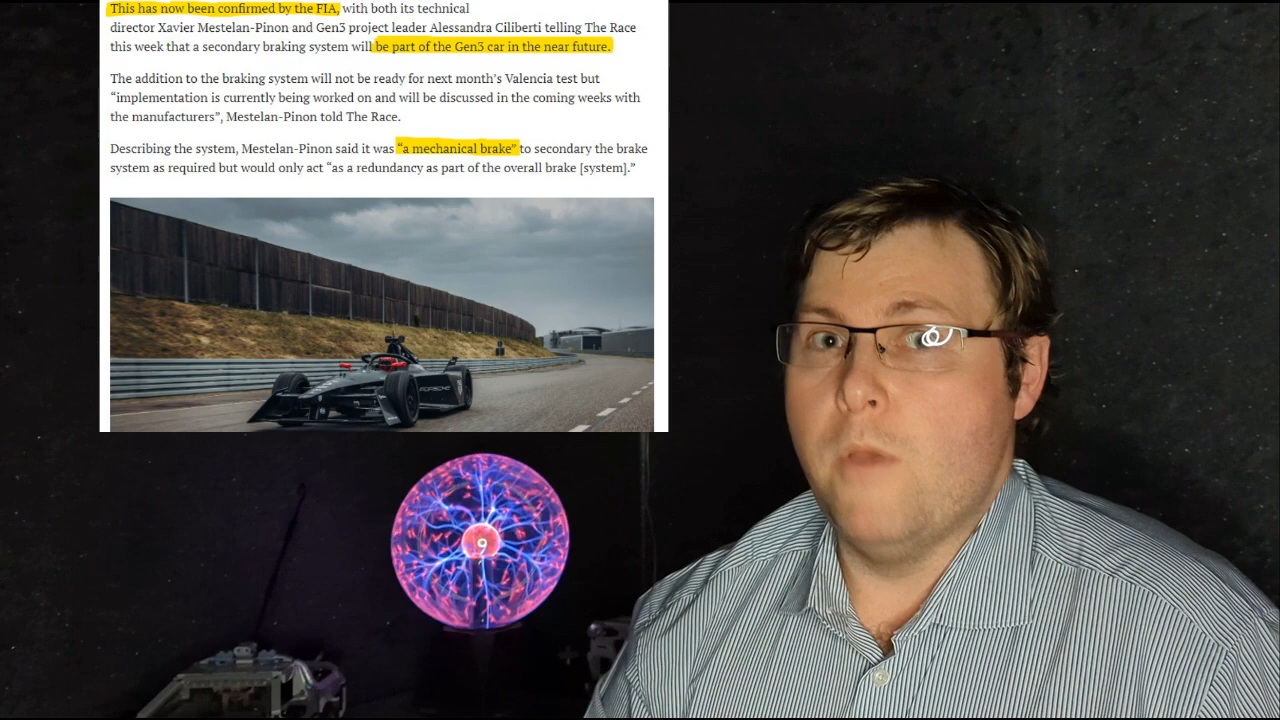 This has now been confirmed by the FIA, with both its technical
director Xavier Mestelan-Pinon and Gen3 project leader Alessandra Ciliberti telling The Race
this week that a secondary braking system will be part of the Gen3 car in the near future.
The addition to the braking system will not be ready for next month’s Valencia test but
“implementation is currently being worked on and will be discussed in the coming weeks with
the manufacturers”, Mestelan-Pinon told The Race.
Describing the system, Mestelan-Pinon said it was “a mechanical brake” to secondary the brake
system as required but would only act “as a redundancy as part of the overall brake [system].”
PORSCHE